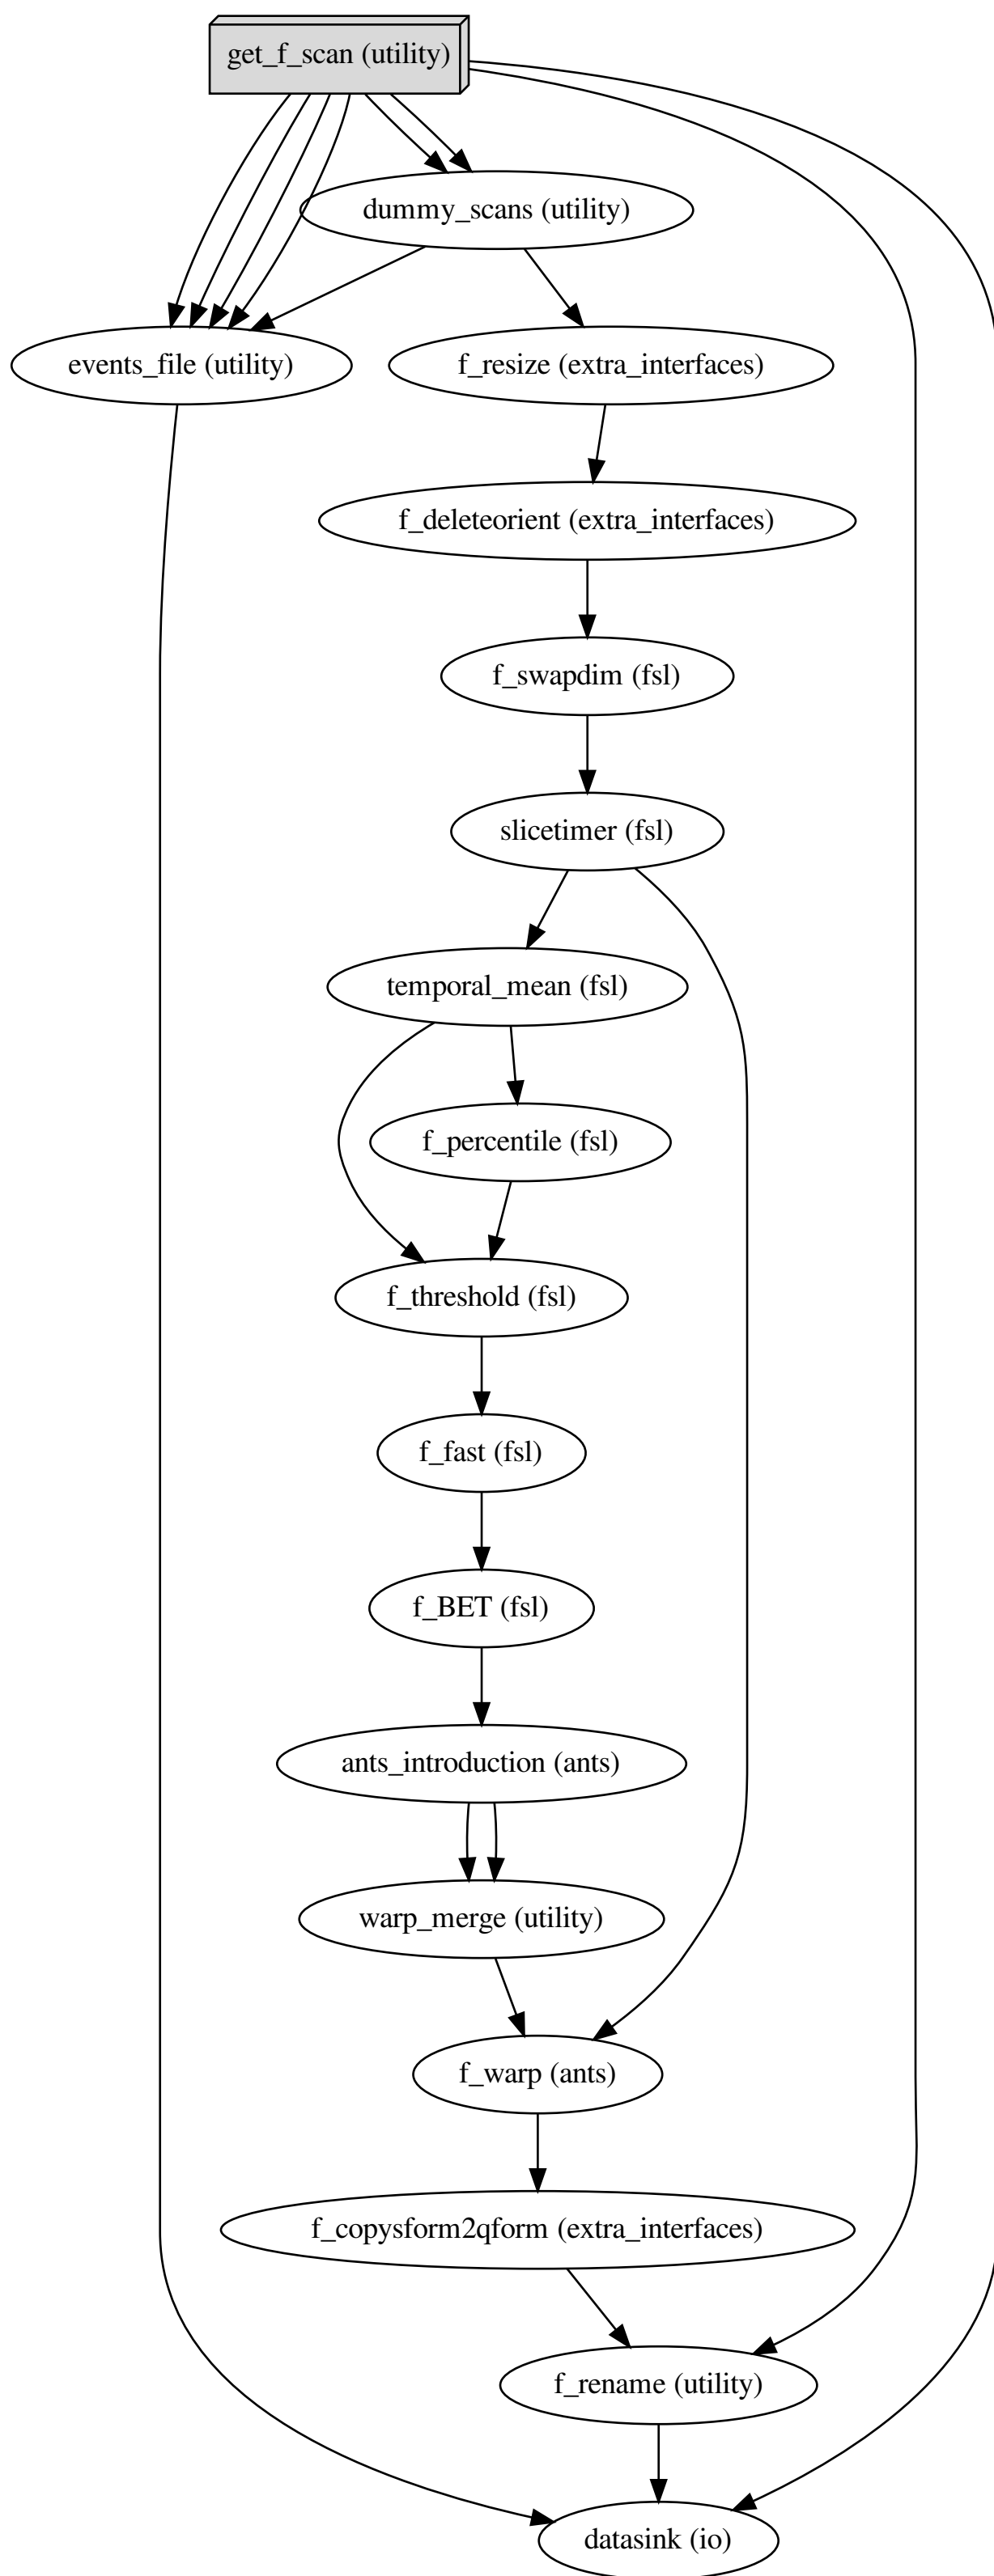 get_f_scan (utility)
dummy_scans (utility)
events_file (utility)
f_resize (extra_interfaces)
f_deleteorient (extra_interfaces)
f_swapdim (fsl)
slicetimer (fsl)
temporal_mean (fsl)
f_percentile (fsl)
f_threshold (fsl)
f_fast (fsl)
f_BET (fsl)
ants_introduction (ants)
warp_merge (utility)
f_warp (ants)
f_copysform2qform (extra_interfaces)
f_rename (utility)
datasink (io)